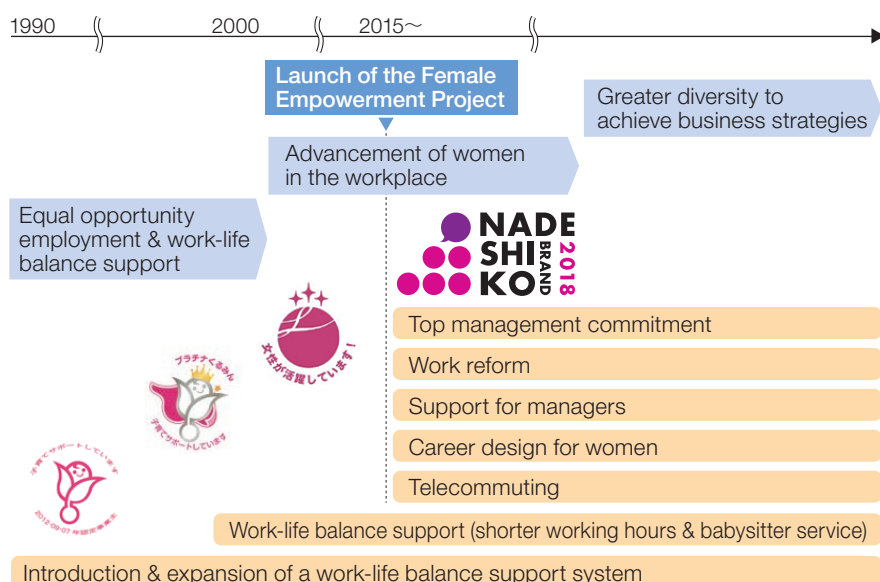 1990
2000
2015～
Launch of the Female
Empowerment Project
Greater diversity to
achieve business strategies
Advancement of women
in the workplace
Equal opportunity
employment & work-life
balance support
NADE
SHI
KO
BRAND
2018
女性が活躍しています！
プラチナくるみん
子育てサポートしています
子育てサポートしています
Top management commitment
Work reform
Support for managers
Career design for women
Telecommuting
Work-life balance support (shorter working hours & babysitter service)
Introduction & expansion of a work-life balance support system